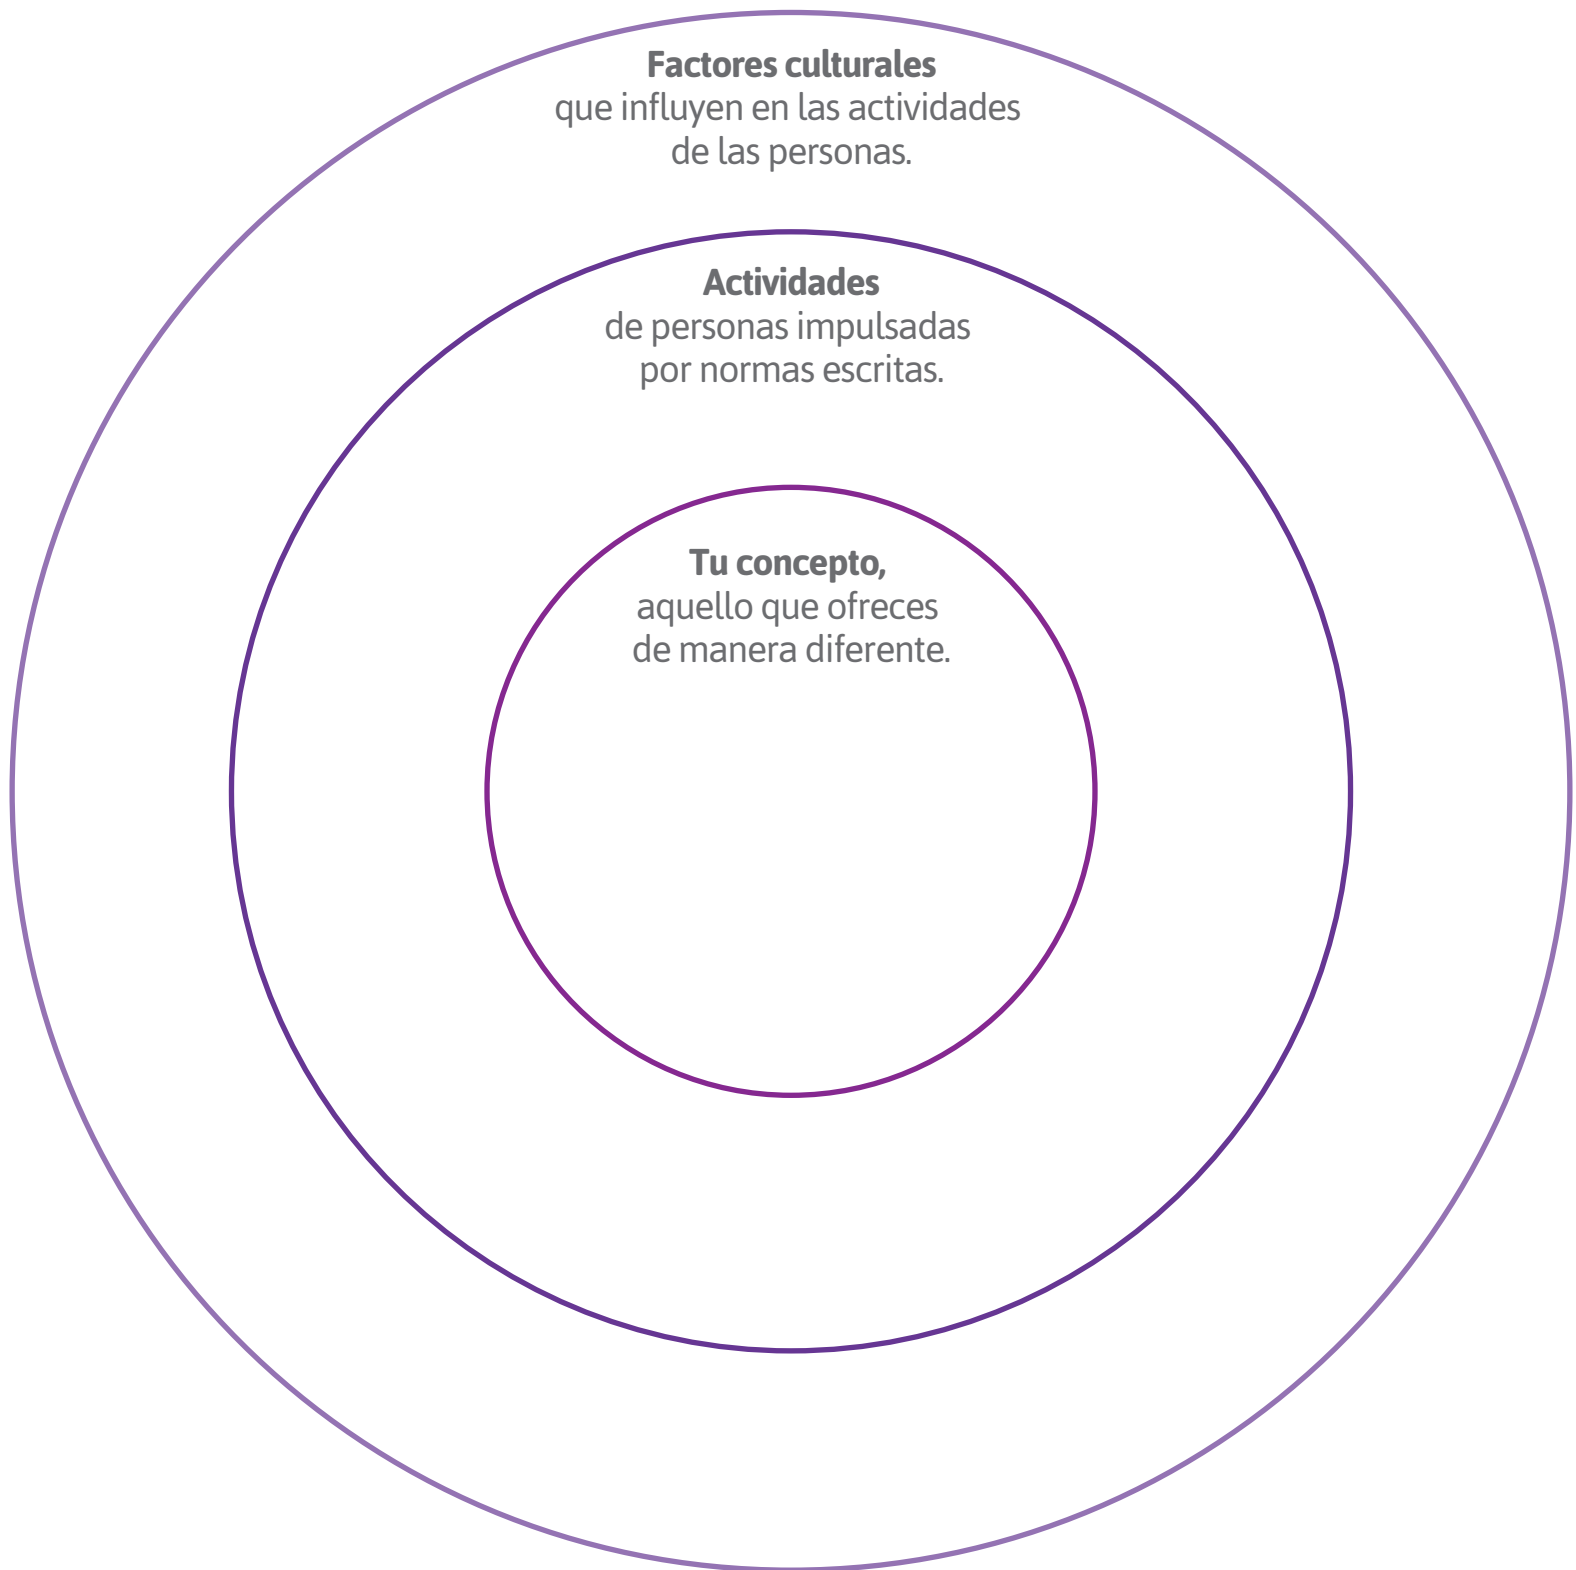 Factores culturales
que influyen en las actividades
de las personas.
Actividades
de personas impulsadas
por normas escritas.
Tu concepto,
aquello que ofreces
de manera diferente.